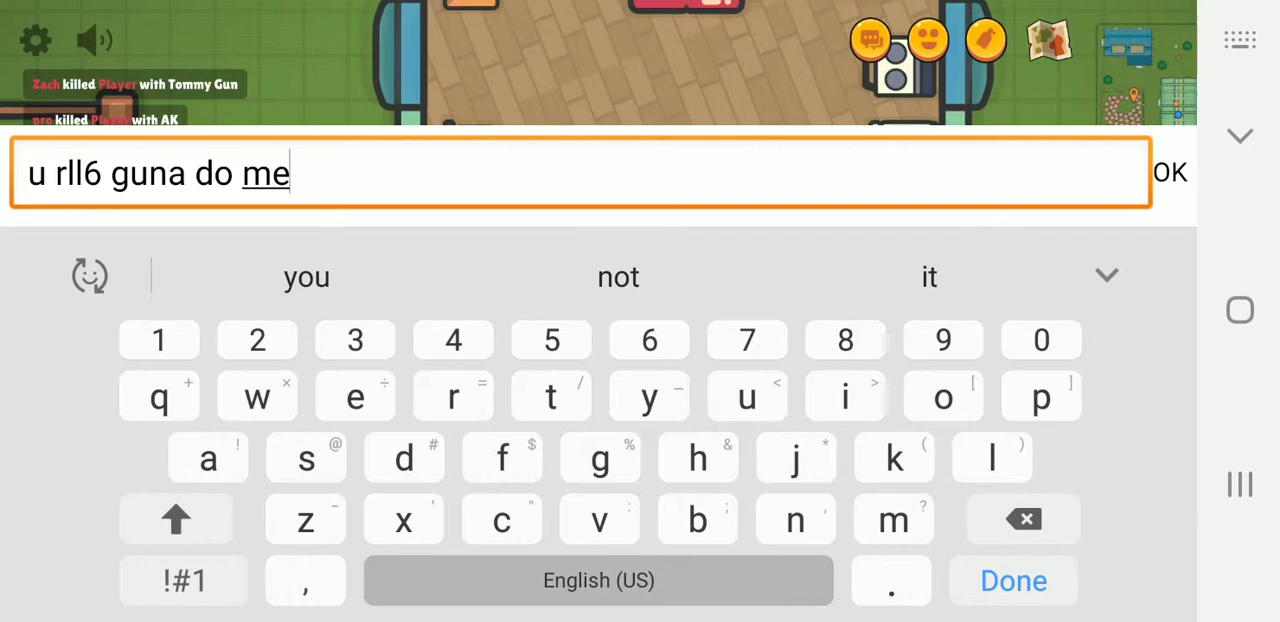 Zach killed Player with Tommy Gun
pro killed Player with AK
u rll6 guna do me
OK
you not it
1 2 3 4 5 6 7 8 9 0
q + w × e ÷ r = t / y _ u < i > o [ p ]
a ! s @ d # f $ g % h & j * k ( l )
z - x ' c " v : b ; n , m ?
!#1 , English (US) . Done